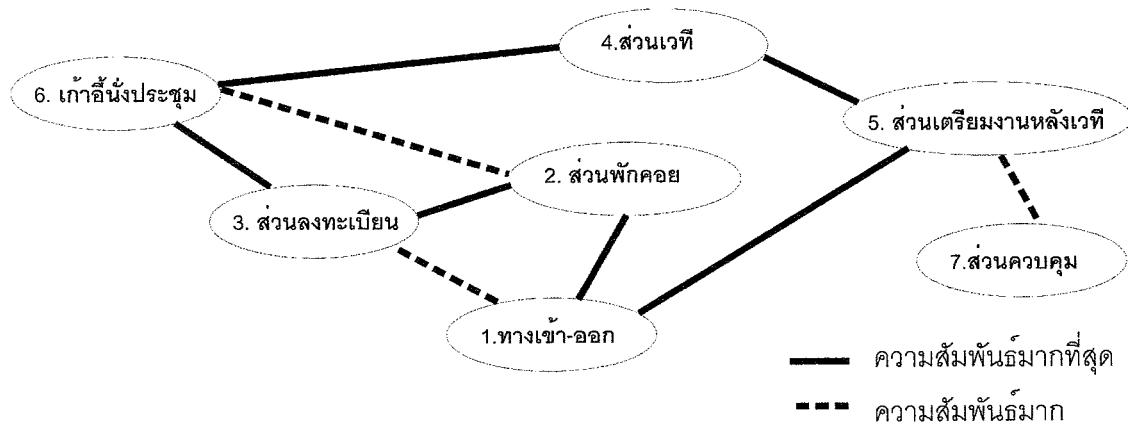 4.ส่วนเวที
6. เก้าอี้นั่งประชุม
5. ส่วนเตรียมงานหลังเวที
2. ส่วนพักคอย
3. ส่วนลงทะเบียน
7.ส่วนควบคุม
1.ทางเข้า-ออก
ความสัมพันธ์มากที่สุด
ความสัมพันธ์มาก